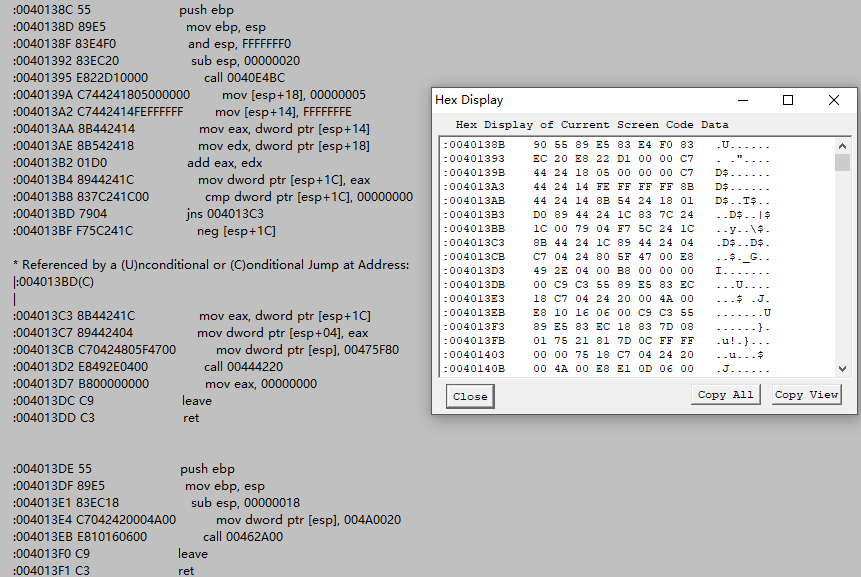 :0040138C 55 push ebp
:0040138D 89E5 mov ebp, esp
:0040138F 83E4F0 and esp, FFFFFFF0
:00401392 83EC20 sub esp, 00000020
:00401395 E822D10000 call 0040E4BC
:0040139A C744241805000000 mov [esp+18], 00000005
:004013A2 C7442414FEFFFFFF mov [esp+14], FFFFFFFE
:004013AA 8B442414 mov eax, dword ptr [esp+14]
:004013AE 8B542418 mov edx, dword ptr [esp+18]
:004013B2 01D0 add eax, edx
:004013B4 8944241C mov dword ptr [esp+1C], eax
:004013B8 837C241C00 cmp dword ptr [esp+1C], 00000000
:004013BD 7904 jns 004013C3
:004013BF F75C241C neg [esp+1C]
* Referenced by a (U)nconditional or (C)onditional Jump at Address:
|:004013BD(C)
|
:004013C3 8B44241C mov eax, dword ptr [esp+1C]
:004013C7 89442404 mov dword ptr [esp+04], eax
:004013CB C70424805F4700 mov dword ptr [esp], 00475F80
:004013D2 E8492E0400 call 00444220
:004013D7 B800000000 mov eax, 00000000
:004013DC C9 leave
:004013DD C3 ret
:004013DE 55 push ebp
:004013DF 89E5 mov ebp, esp
:004013E1 83EC18 sub esp, 00000018
:004013E4 C7042420004A00 mov dword ptr [esp], 004A0020
:004013EB E810160600 call 00462A00
:004013F0 C9 leave
:004013F1 C3 ret
Hex Display
Hex Display of Current Screen Code Data
:0040138B 90 55 89 E5 83 E4 F0 83 .U......
:00401393 EC 20 E8 22 D1 00 00 C7 . ."....
:0040139B 44 24 18 05 00 00 00 C7 D$......
:004013A3 44 24 14 FE FF FF FF 8B D$......
:004013AB 44 24 14 8B 54 24 18 01 D$..T$..
:004013B3 D0 89 44 24 1C 83 7C 24 ..D$..|$
:004013BB 1C 00 79 04 F7 5C 24 1C ..y..\$.
:004013C3 8B 44 24 1C 89 44 24 04 .D$..D$.
:004013CB C7 04 24 80 5F 47 00 E8 ..$._G..
:004013D3 49 2E 04 00 B8 00 00 00 I.......
:004013DB 00 C9 C3 55 89 E5 83 EC ...U....
:004013E3 18 C7 04 24 20 00 4A 00 ...$ .J.
:004013EB E8 10 16 06 00 C9 C3 55 .......U
:004013F3 89 E5 83 EC 18 83 7D 08 ......}.
:004013FB 01 75 21 81 7D 0C FF FF .u!.}...
:00401403 00 00 75 18 C7 04 24 20 ..u...$
:0040140B 00 4A 00 E8 E1 0D 06 00 .J......
Close
Copy All
Copy View